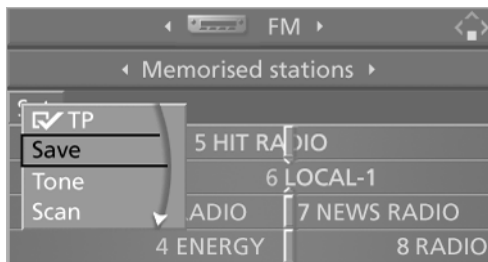 FM
Memorised stations
TP
Save
5 HIT RADIO
Tone
6 LOCAL-1
Scan
ADIO
7 NEWS RADIO
4 ENERGY
8 RADIO